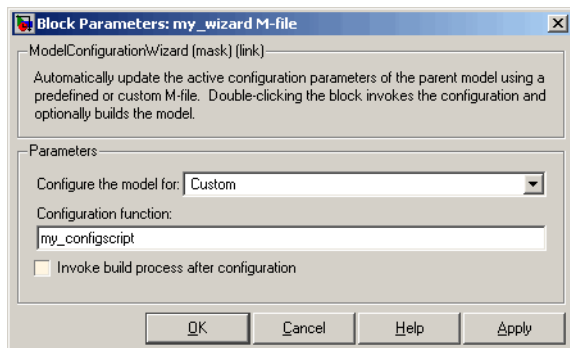 Block Parameters: my_wizard M-file
ModelConfigurationWizard (mask) (link)
Automatically update the active configuration parameters of the parent model using a
predefined or custom M-file. Double-clicking the block invokes the configuration and
optionally builds the model.
Parameters
Configure the model for: Custom
Configuration function:
my_configscript
Invoke build process after configuration
OK Cancel Help Apply